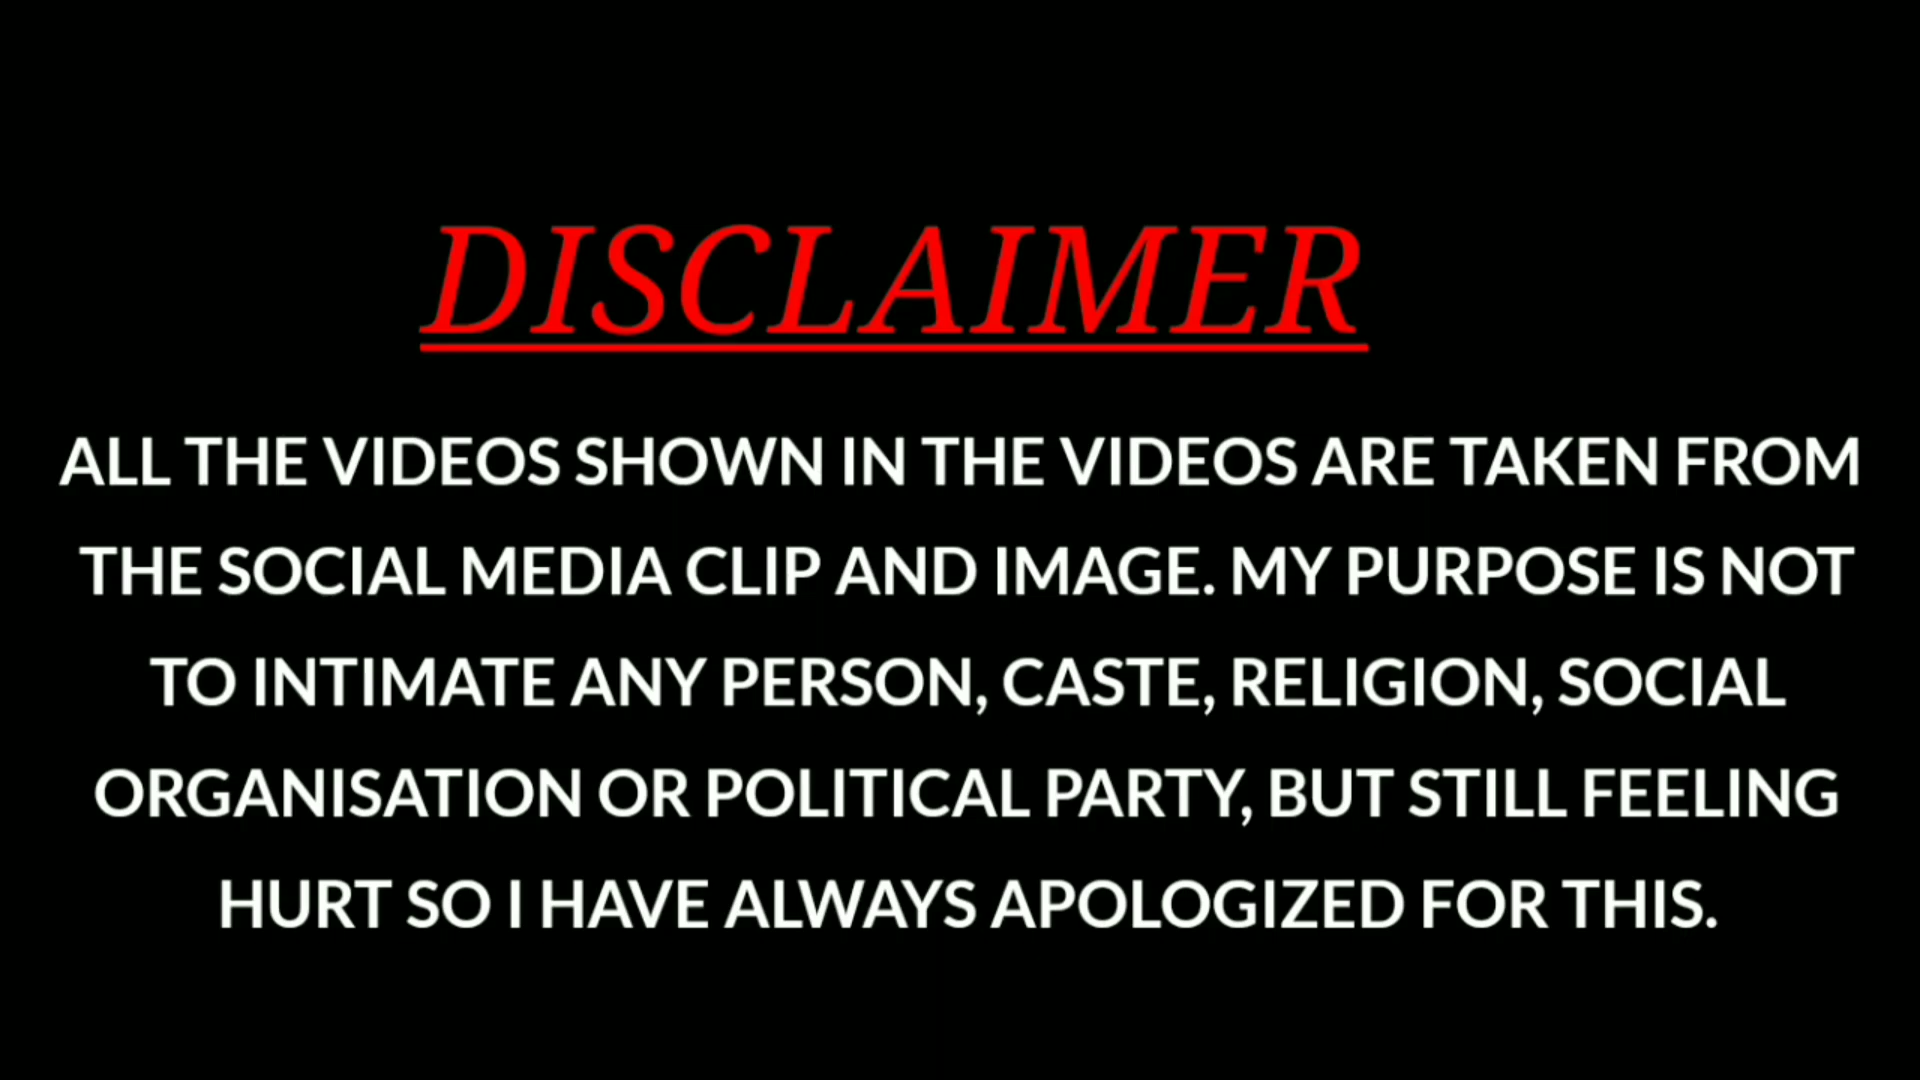 DISCLAIMER
ALL THE VIDEOS SHOWN IN THE VIDEOS ARE TAKEN FROM
THE SOCIAL MEDIA CLIP AND IMAGE. MY PURPOSE IS NOT
TO INTIMATE ANY PERSON, CASTE, RELIGION, SOCIAL
ORGANISATION OR POLITICAL PARTY, BUT STILL FEELING
HURT SO I HAVE ALWAYS APOLOGIZED FOR THIS.